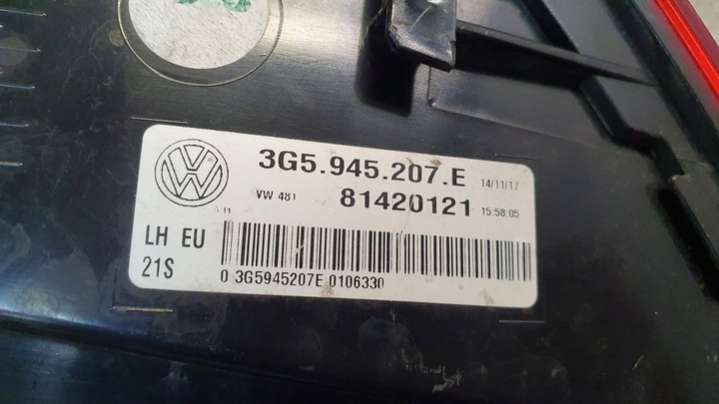 3G5.945.207.E 14/11/17
VW 481 81420121 15:58:05
LH EU
21S
0 3G5945207E 0106330